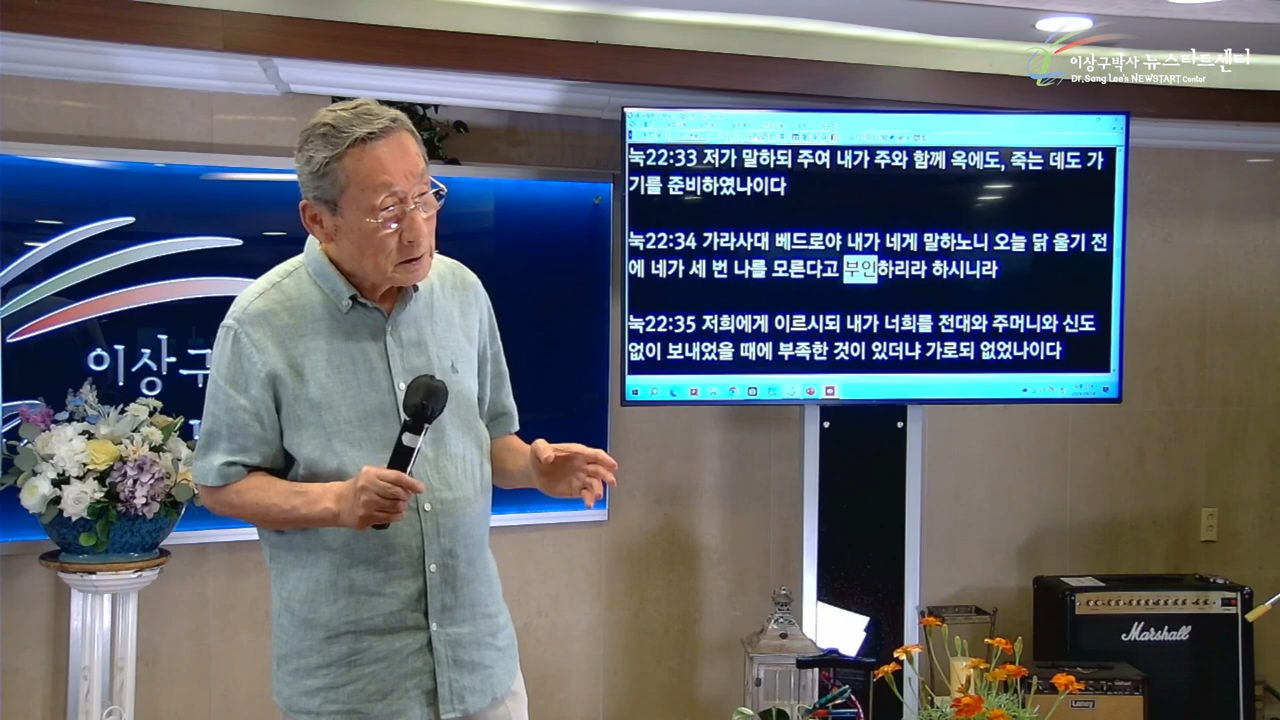 이상구박사 뉴스타트센터
Dr. Sang Lee's NEWSTART Center
눅22:33 저가 말하되 주여 내가 주와 함께 옥에도, 죽는 데도 가
기를 준비하였나이다
눅22:34 가라사대 베드로야 내가 네게 말하노니 오늘 닭 울기 전
에 네가 세 번 나를 모른다고 부인하리라 하시니라
눅22:35 저희에게 이르시되 내가 너희를 전대와 주머니와 신도
없이 보내었을 때에 부족한 것이 있더냐 가로되 없었나이다
이상구
Marshall
Laney